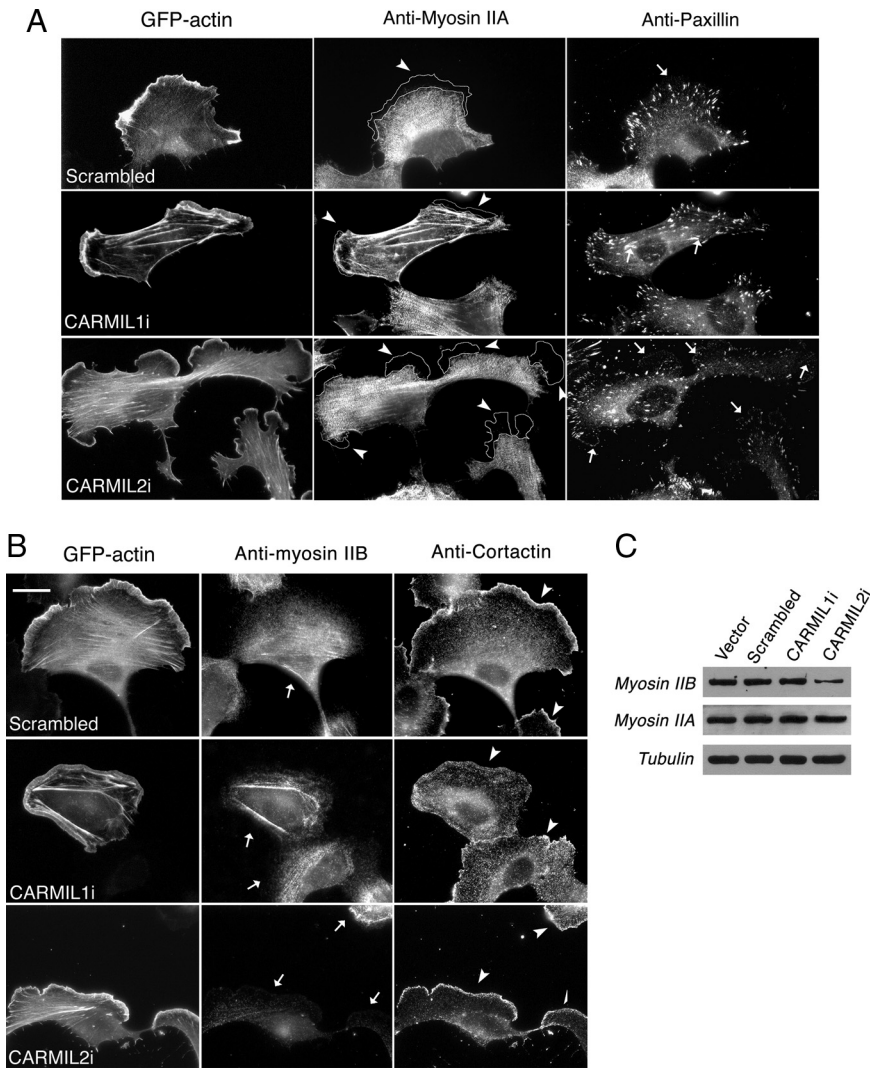 A
GFP-actin
Anti-Myosin IIA
Anti-Paxillin
Scrambled
CARMIL1i
CARMIL2i
B
GFP-actin
Anti-myosin IIB
Anti-Cortactin
Scrambled
CARMIL1i
CARMIL2i
C
Vector
Scrambled
CARMIL1i
CARMIL2i
Myosin IIB
Myosin IIA
Tubulin